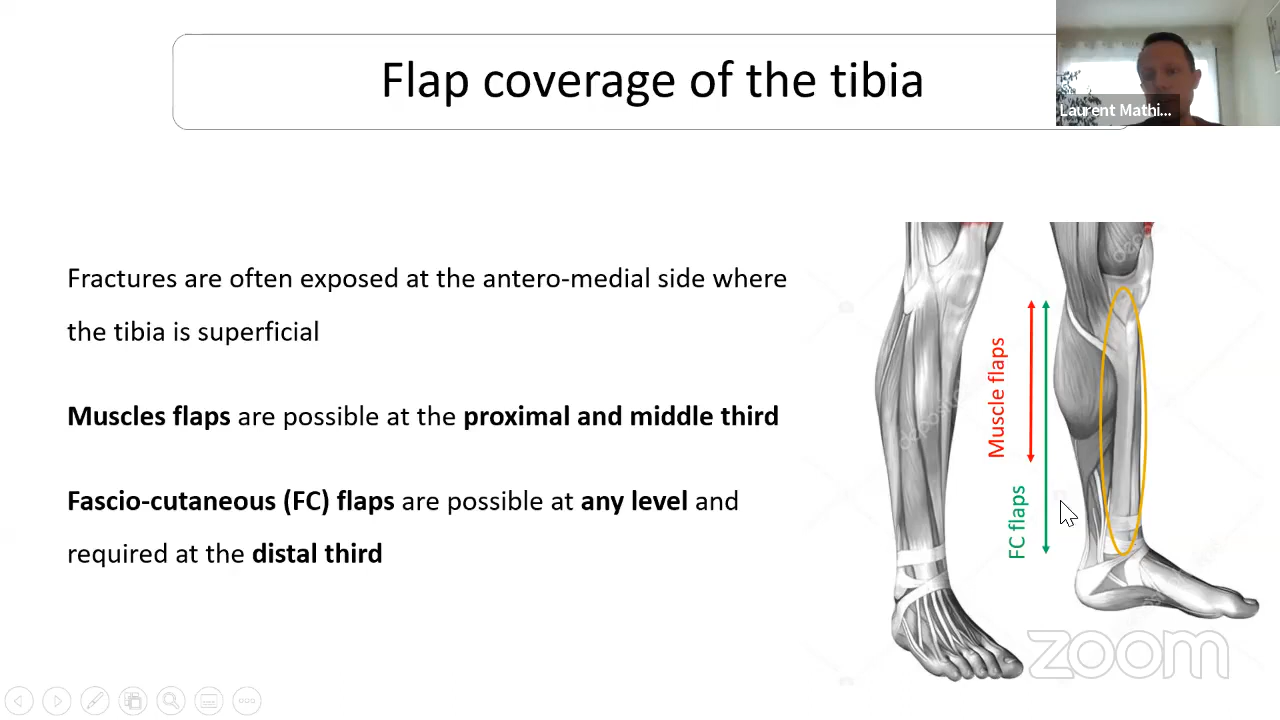 Flap coverage of the tibia
Laurent Mathi...
Fractures are often exposed at the antero-medial side where
the tibia is superficial
Muscles flaps are possible at the proximal and middle third
Fascio-cutaneous (FC) flaps are possible at any level and
required at the distal third
Muscle flaps
FC flaps
zoom